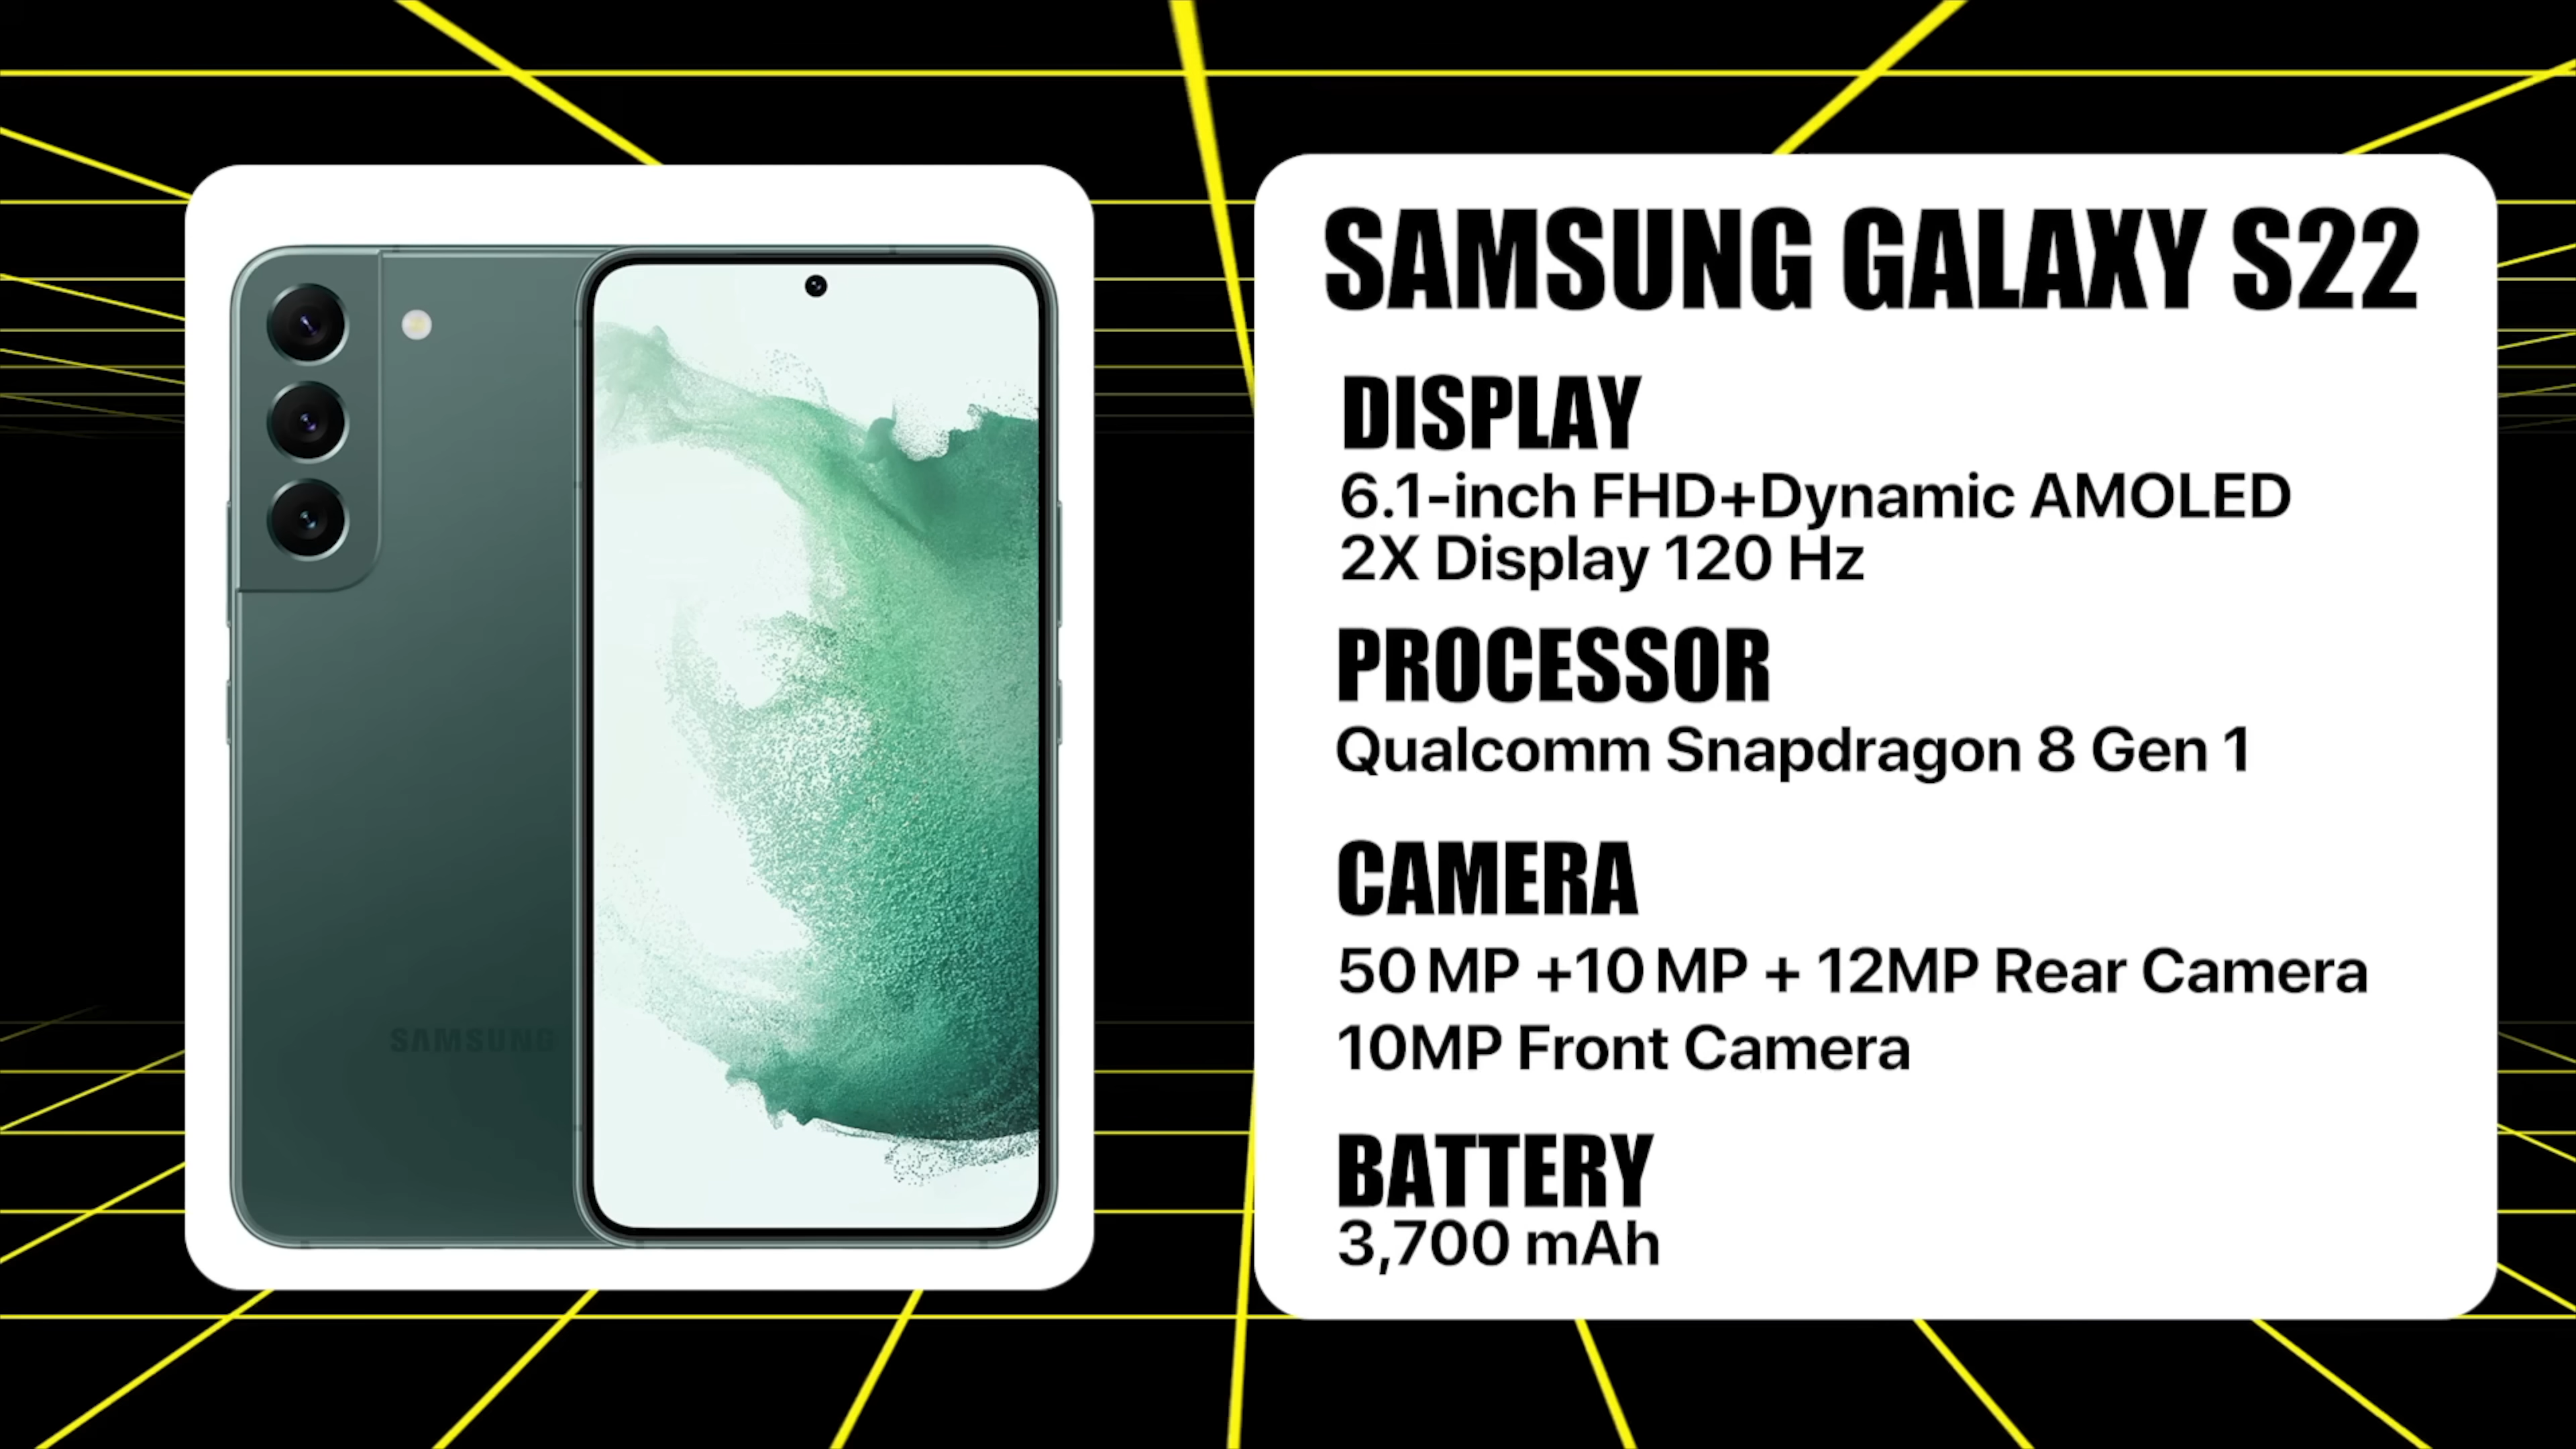 SAMSUNG
SAMSUNG GALAXY S22
DISPLAY
6.1-inch FHD+Dynamic AMOLED
2X Display 120 Hz
PROCESSOR
Qualcomm Snapdragon 8 Gen 1
CAMERA
50 MP +10 MP + 12MP Rear Camera
10MP Front Camera
BATTERY
3,700 mAh